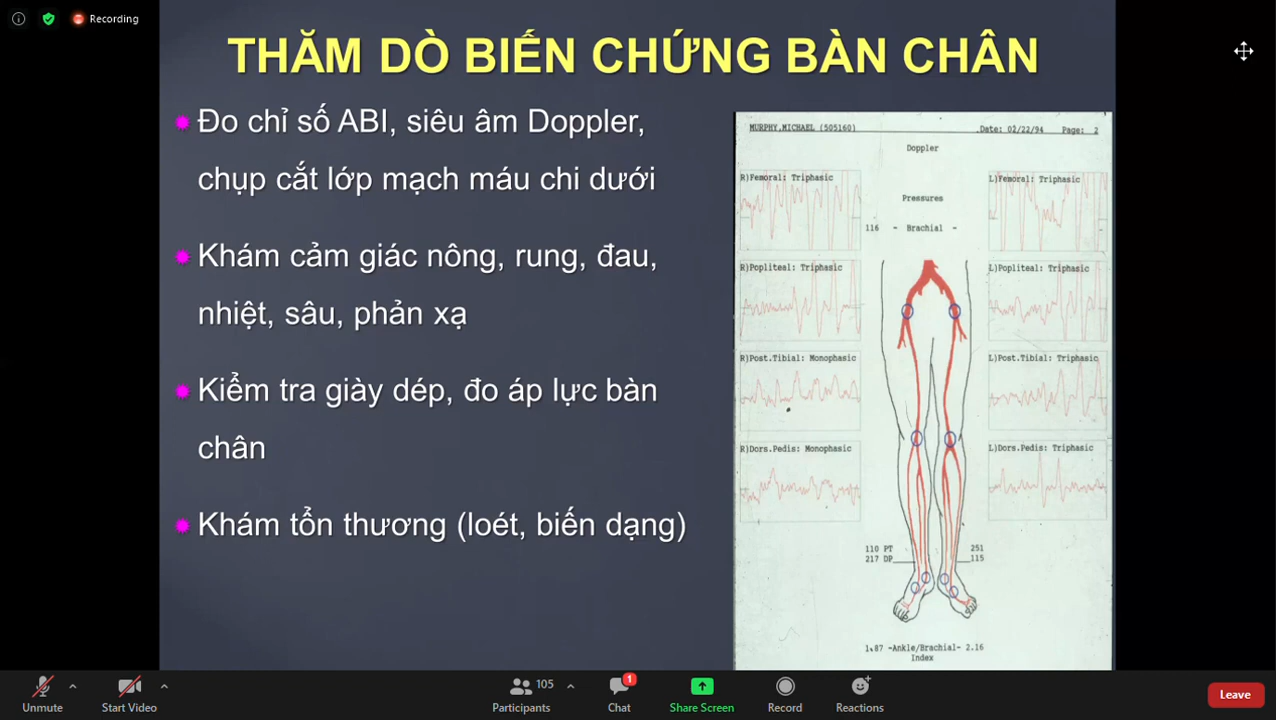 Recording
THĂM DÒ BIẾN CHỨNG BÀN CHÂN
Đo chỉ số ABI, siêu âm Doppler,
chụp cắt lớp mạch máu chi dưới
Khám cảm giác nông, rung, đau,
nhiệt, sâu, phản xạ
Kiểm tra giày dép, đo áp lực bàn
chân
Khám tổn thương (loét, biến dạng)
MURPHY,MICHAEL (505160) Date: 02/22/94 Page: 2
Doppler
R)Femoral: Triphasic L)Femoral: Triphasic
Pressures
116 - Brachial -
R)Popliteal: Triphasic L)Popliteal: Triphasic
R)Post.Tibial: Monophasic L)Post.Tibial: Triphasic
R)Dors.Pedis: Monophasic L)Dors.Pedis: Triphasic
110 PT 251
217 DP 115
1.87 -Ankle/Brachial- 2.16
Index
Unmute
Start Video
105
Participants
1
Chat
Share Screen
Record
Reactions
Leave